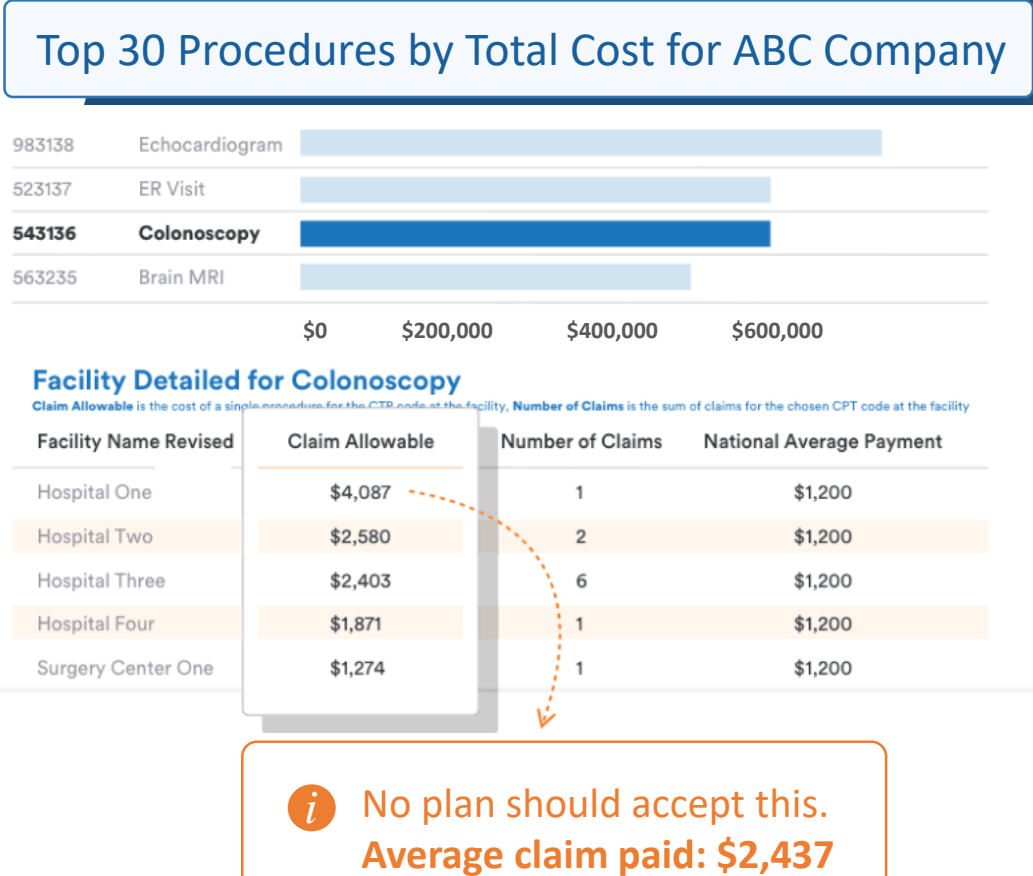 Top 30 Procedures by Total Cost for ABC Company
983138 Echocardiogram
523137 ER Visit
543136 Colonoscopy
563235 Brain MRI
$0 $200,000 $400,000 $600,000
Facility Detailed for Colonoscopy
Claim Allowable is the cost of a single procedure for the CTP code at the facility, Number of Claims is the sum of claims for the chosen CPT code at the facility
Facility Name Revised Claim Allowable Number of Claims National Average Payment
Hospital One $4,087 1 $1,200
Hospital Two $2,580 2 $1,200
Hospital Three $2,403 6 $1,200
Hospital Four $1,871 1 $1,200
Surgery Center One $1,274 1 $1,200
i No plan should accept this.
Average claim paid: $2,437